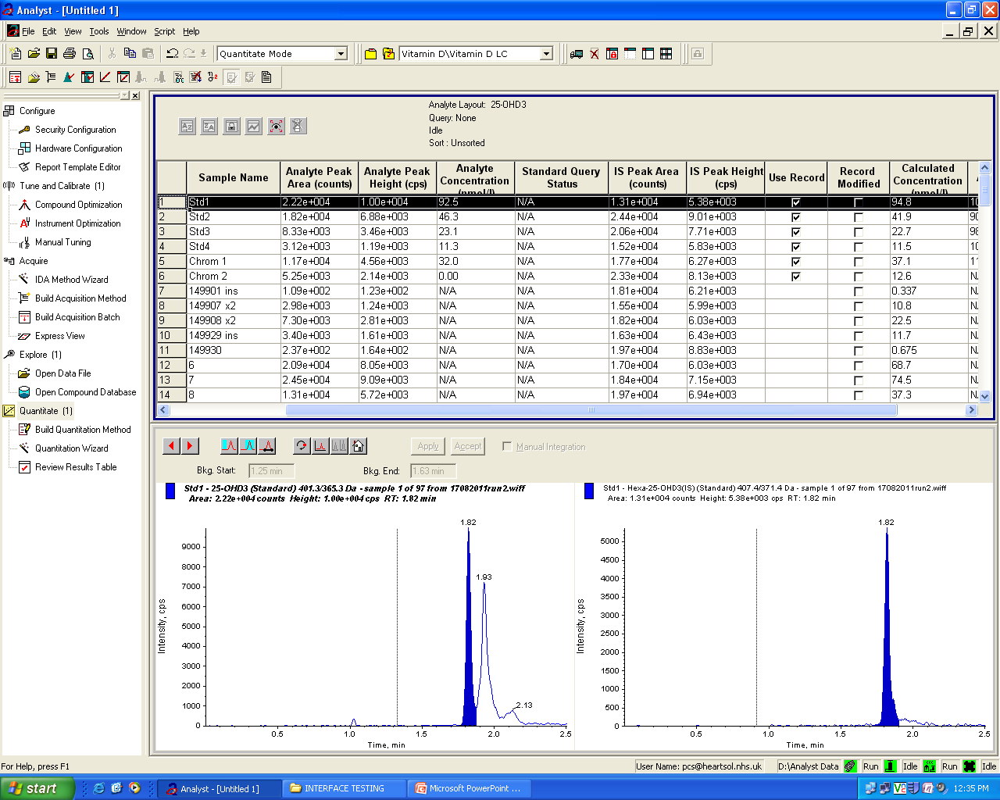 Analyst - [Untitled 1]
File Edit View Tools Window Script Help
Quantitate Mode Vitamin D\Vitamin D LC
Configure
Security Configuration
Hardware Configuration
Report Template Editor
Tune and Calibrate (1)
Compound Optimization
Instrument Optimization
Manual Tuning
Acquire
IDA Method Wizard
Build Acquisition Method
Build Acquisition Batch
Express View
Explore (1)
Open Data File
Open Compound Database
Quantitate (1)
Build Quantitation Method
Quantitation Wizard
Review Results Table
Analyte Layout: 25-OHD3
Query: None
Idle
Sort : Unsorted
Sample Name Analyte Peak Area (counts) Analyte Peak Height (cps) Analyte Concentration (nmol/l) Standard Query Status IS Peak Area (counts) IS Peak Height (cps) Use Record Record Modified Calculated Concentration (nmol/l)
1 Std1 2.22e+004 1.00e+004 92.5 N/A 1.31e+004 5.38e+003 94.8 10
2 Std2 1.82e+004 6.88e+003 46.3 N/A 2.44e+004 9.01e+003 41.9 90
3 Std3 8.33e+003 3.46e+003 23.1 N/A 2.06e+004 7.71e+003 22.7 98
4 Std4 3.12e+003 1.19e+003 11.3 N/A 1.52e+004 5.83e+003 11.5 10
5 Chrom 1 1.17e+004 4.56e+003 32.0 N/A 1.77e+004 6.27e+003 37.1 11
6 Chrom 2 5.25e+003 2.14e+003 0.00 N/A 2.33e+004 8.13e+003 12.6 N
7 149901 ins 1.09e+002 1.23e+002 N/A N/A 1.81e+004 6.21e+003 0.337 N
8 149907 x2 2.98e+003 1.24e+003 N/A N/A 1.55e+004 5.99e+003 10.8 N
9 149908 x2 7.30e+003 2.81e+003 N/A N/A 1.82e+004 6.03e+003 22.5 N
10 149929 ins 3.40e+003 1.61e+003 N/A N/A 1.63e+004 6.43e+003 11.7 N
11 149930 2.37e+002 1.64e+002 N/A N/A 1.97e+004 8.83e+003 0.675 N
12 6 2.09e+004 8.05e+003 N/A N/A 1.70e+004 6.03e+003 68.7 N
13 7 2.45e+004 9.09e+003 N/A N/A 1.84e+004 7.15e+003 74.5 N
14 8 1.31e+004 5.72e+003 N/A N/A 1.97e+004 6.94e+003 37.3 N
Apply Accept Manual Integration
Bkg. Start: 1.25 min Bkg. End: 1.63 min
Std1 - 25-OHD3 (Standard) 401.3/365.3 Da - sample 1 of 97 from 17082011run2.wiff
Area: 2.22e+004 counts Height: 1.00e+004 cps RT: 1.82 min
1.82
1.93
2.13
9000
8000
7000
6000
5000
4000
3000
2000
1000
0
Intensity, cps
0.5 1.0 1.5 2.0 2.5
Time, min
Std1 - Hexa-25-OHD3(IS) (Standard) 407.4/371.4 Da - sample 1 of 97 from 17082011run2.wiff
Area: 1.31e+004 counts Height: 5.38e+003 cps RT: 1.82 min
1.82
5000
4500
4000
3500
3000
2500
2000
1500
1000
500
0
Intensity, cps
0.5 1.0 1.5 2.0 2.5
Time, min
For Help, press F1 User Name: pcs@heartsol.nhs.uk D:\Analyst Data Run Idle Run Idle
start Analyst - [Untitled 1] INTERFACE TESTING Microsoft PowerPoint ... 12:35 PM